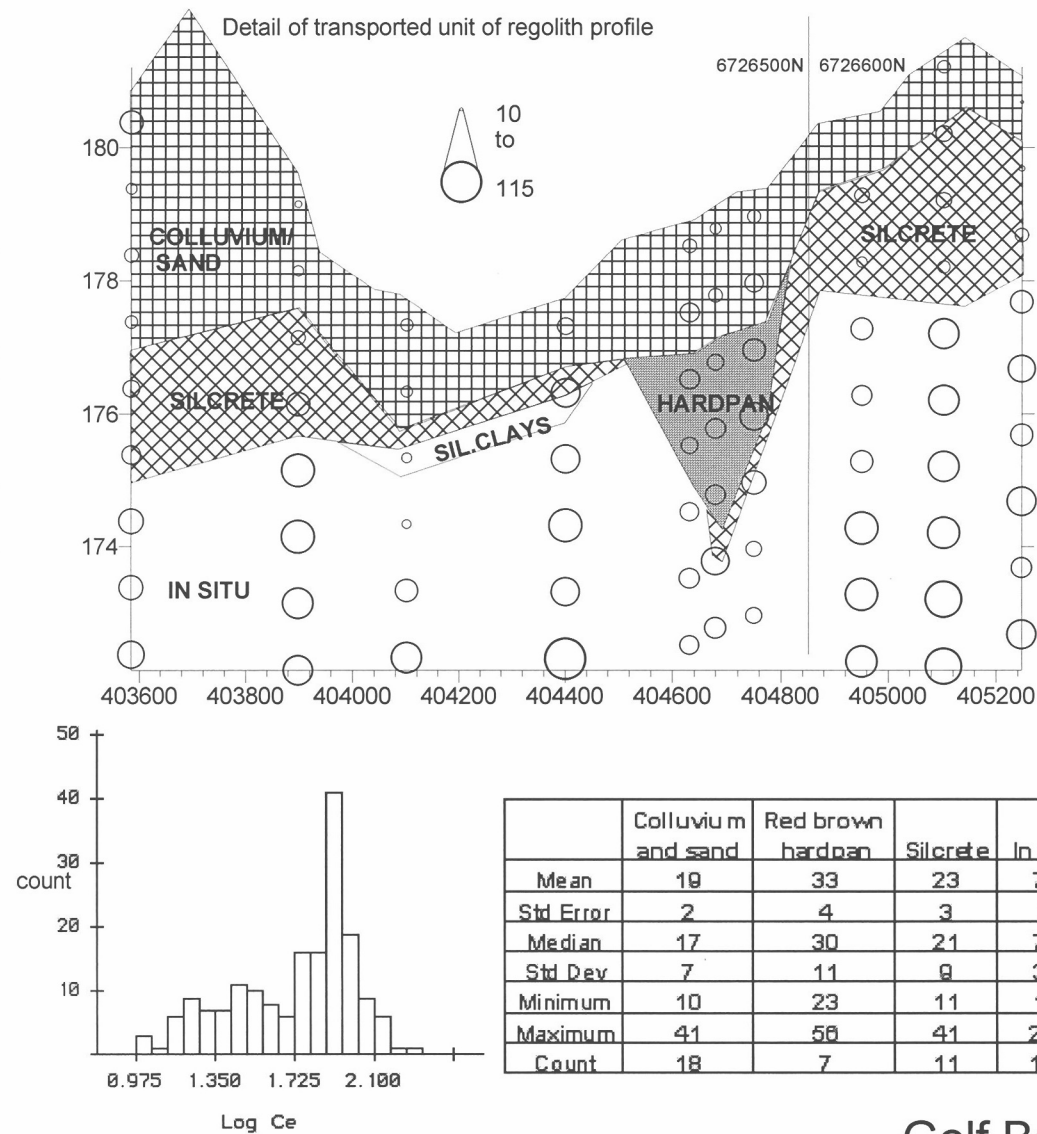 Detail of transported unit of regolith profile
6726500N 6726600N
10
to
115
180
178
176
174
COLLUVIUM/
SAND
SILCRETE
SILCRETE
HARDPAN
SIL.CLAYS
IN SITU
403600 403800 404000 404200 404400 404600 404800 405000 405200
50
40
30
20
10
count
0.975 1.350 1.725 2.100
Log Ce
Colluvium Red brown
and sand hardpan Silcrete In
Mean 19 33 23
Std Error 2 4 3
Median 17 30 21
Std Dev 7 11 9
Minimum 10 23 11
Maximum 41 56 41
Count 18 7 11
Golf